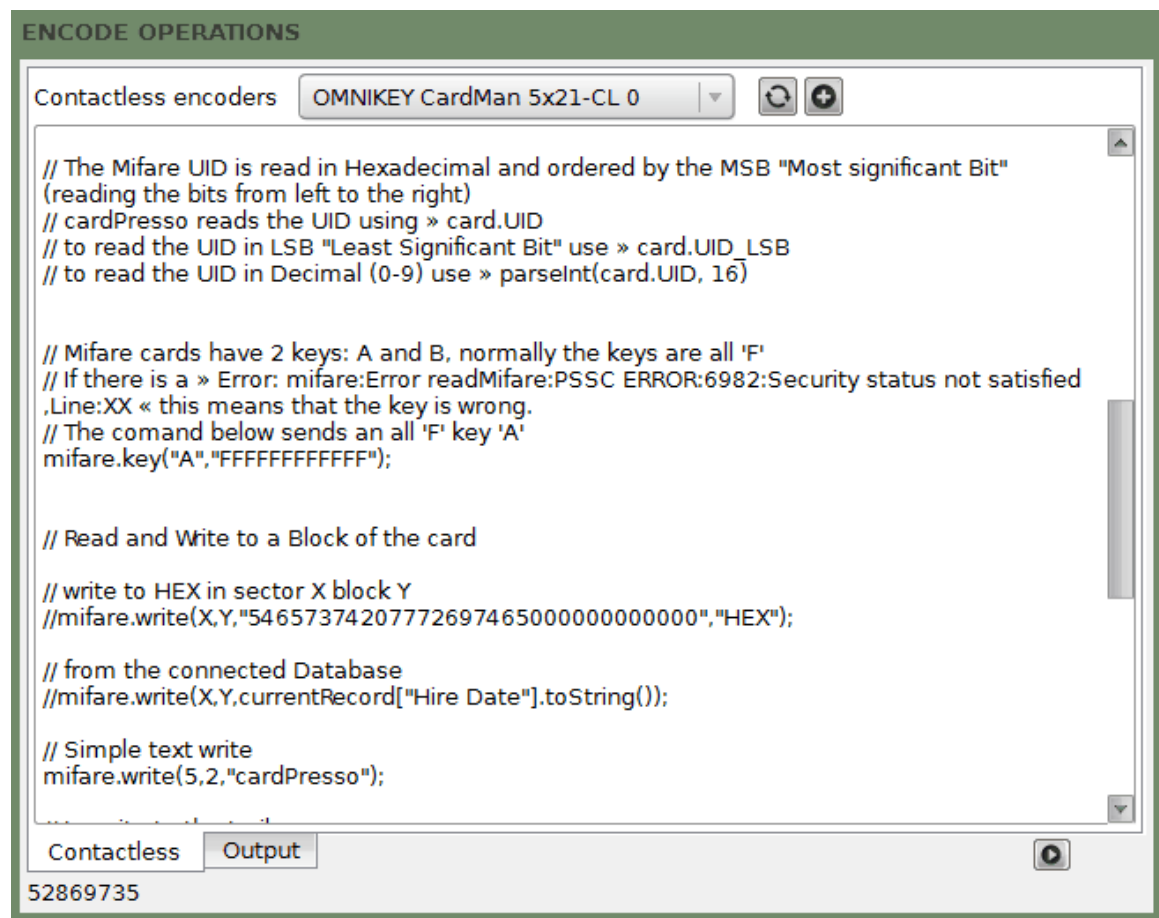 ENCODE OPERATIONS
Contactless encoders OMNIKEY CardMan 5x21-CL 0
// The Mifare UID is read in Hexadecimal and ordered by the MSB "Most significant Bit"
(reading the bits from left to the right)
// cardPresso reads the UID using » card.UID
// to read the UID in LSB "Least Significant Bit" use » card.UID_LSB
// to read the UID in Decimal (0-9) use » parseInt(card.UID, 16)
// Mifare cards have 2 keys: A and B, normally the keys are all 'F'
// If there is a » Error: mifare:Error readMifare:PSSC ERROR:6982:Security status not satisfied
,Line:XX « this means that the key is wrong.
// The comand below sends an all 'F' key 'A'
mifare.key("A","FFFFFFFFFFFF");
// Read and Write to a Block of the card
// write to HEX in sector X block Y
//mifare.write(X,Y,"54657374207772697465000000000000","HEX");
// from the connected Database
//mifare.write(X,Y,currentRecord["Hire Date"].toString());
// Simple text write
mifare.write(5,2,"cardPresso");
Contactless Output
52869735